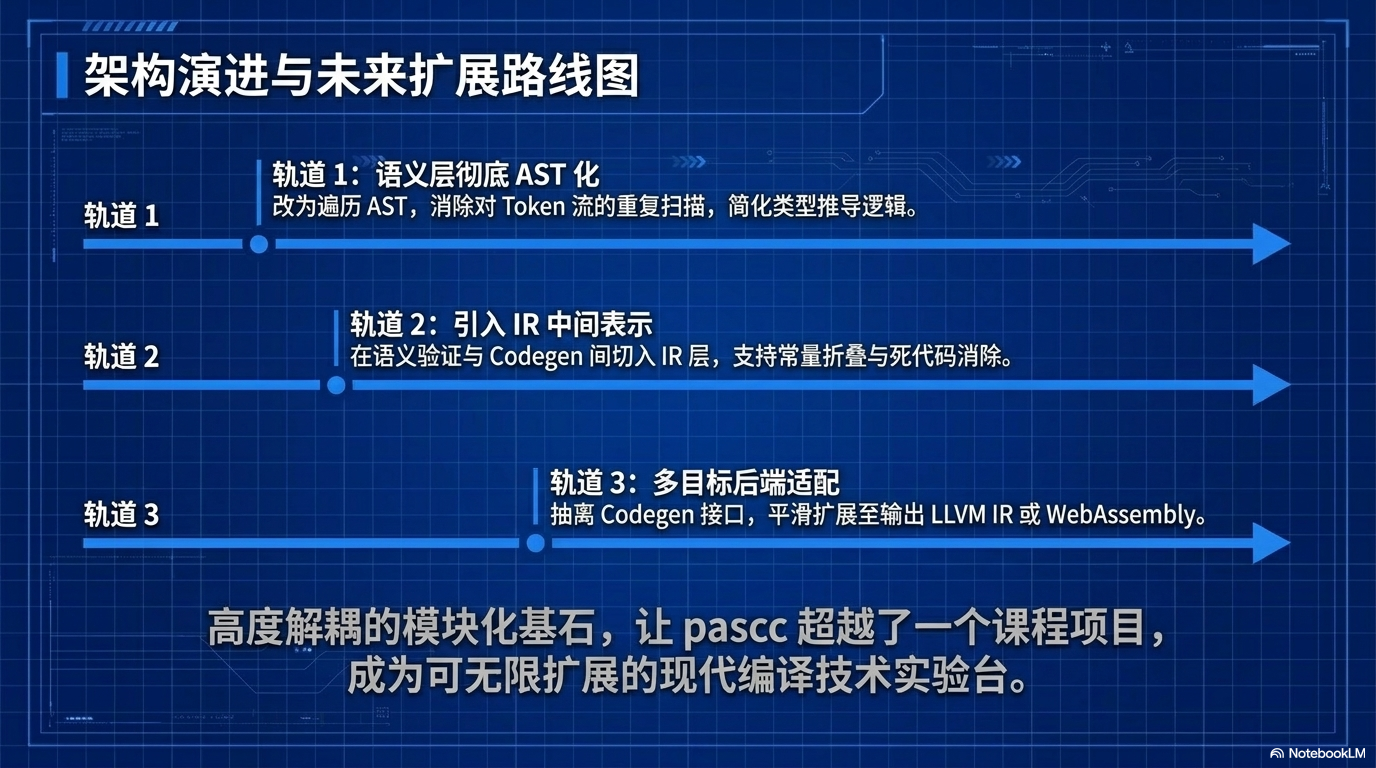 架构演进与未来扩展路线图
轨道 1：语义层彻底 AST 化
改为遍历 AST，消除对 Token 流的重复扫描，简化类型推导逻辑。
轨道 1
轨道 2：引入 IR 中间表示
在语义验证与 Codegen 间切入 IR 层，支持常量折叠与死代码消除。
轨道 2
轨道 3：多目标后端适配
抽离 Codegen 接口，平滑扩展至输出 LLVM IR 或 WebAssembly。
轨道 3
高度解耦的模块化基石，让 pascc 超越了一个课程项目，
成为可无限扩展的现代编译技术实验台。
NotebookLM